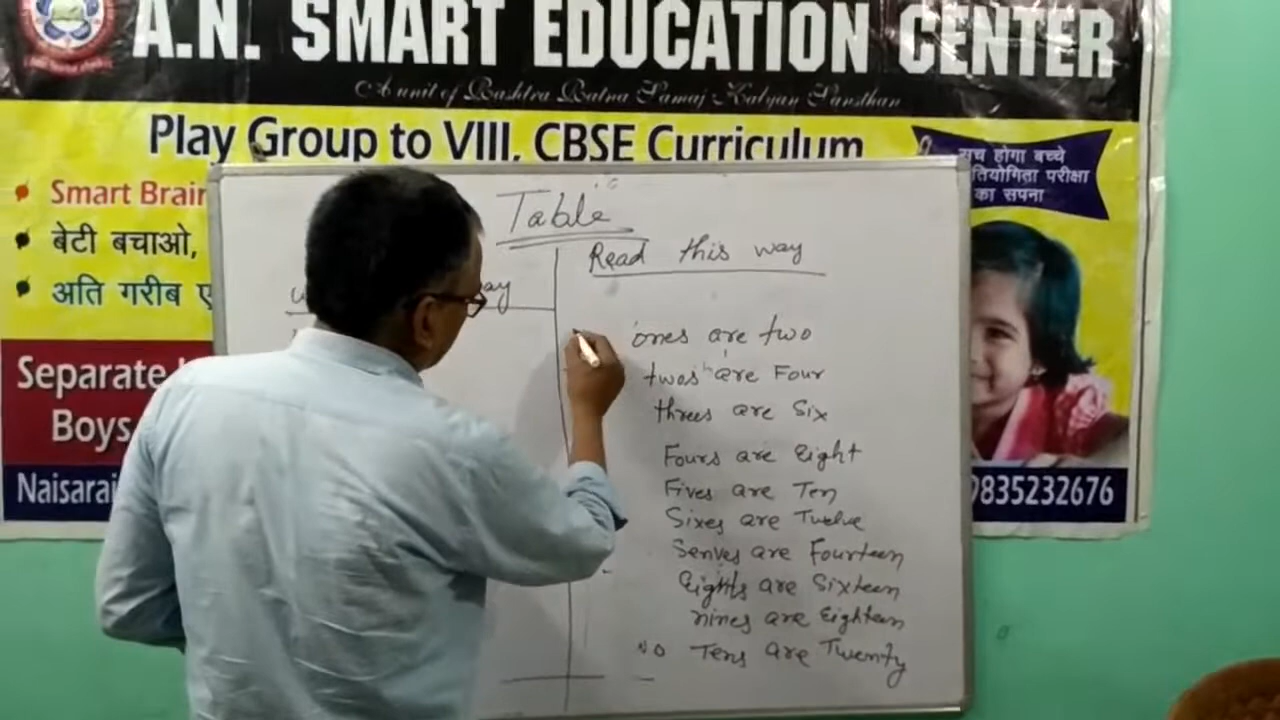 A.N. SMART EDUCATION CENTER
A unit of Rashtra Ratna Samaj Kalyan Sansthan
Play Group to VIII, CBSE Curriculum
Smart Brain
बेटी बचाओ,
अति गरीब
सच होगा बच्चे
का सपना
परीक्षा
Separate
Boys
Naisarai
9835232676
Table
Read this way
ones are two
twos are Four
threes are Six
Fours are Eight
Fives are Ten
Sixes are Twelve
Senves are Fourteen
Eights are Sixteen
nines are Eighteen
Tens are Twenty